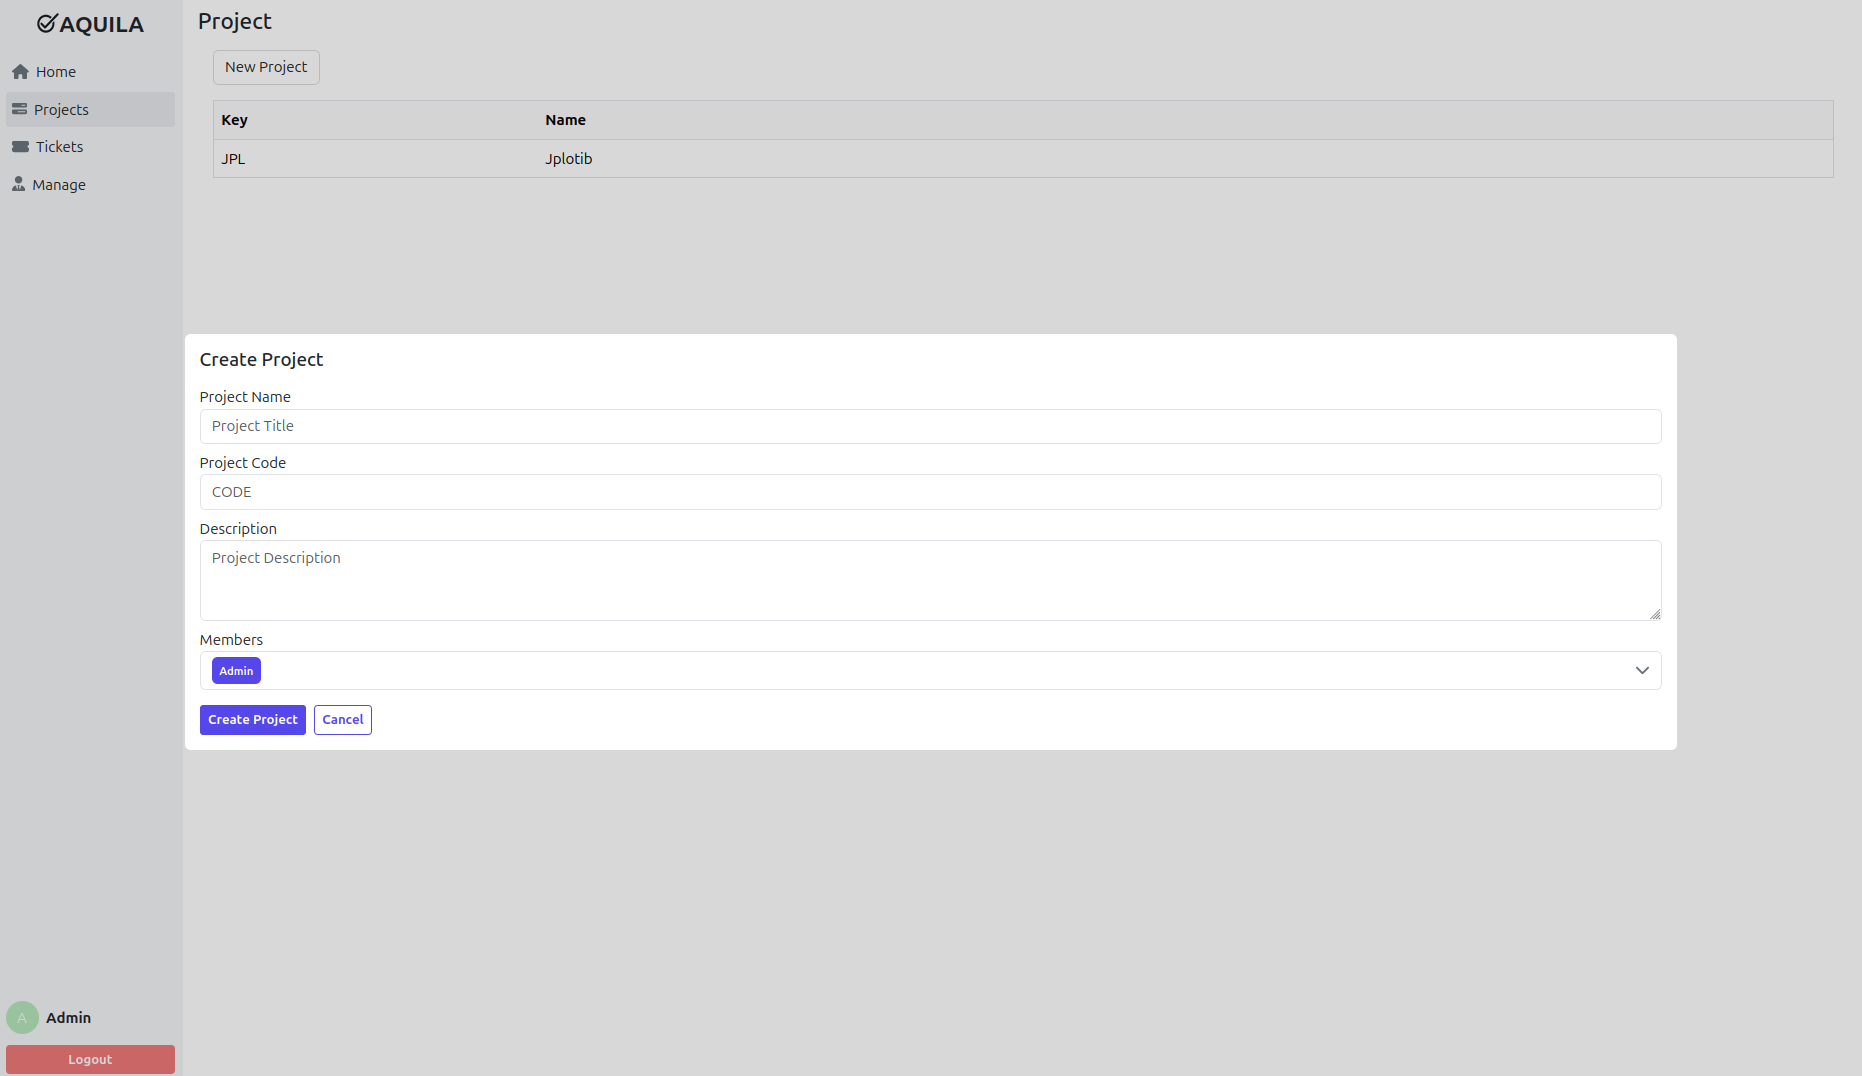 AQUILA
Home
Projects
Tickets
Manage
Project
New Project
Key Name
JPL Jplotib
Create Project
Project Name
Project Title
Project Code
CODE
Description
Project Description
Members
Admin
Create Project Cancel
A Admin
Logout